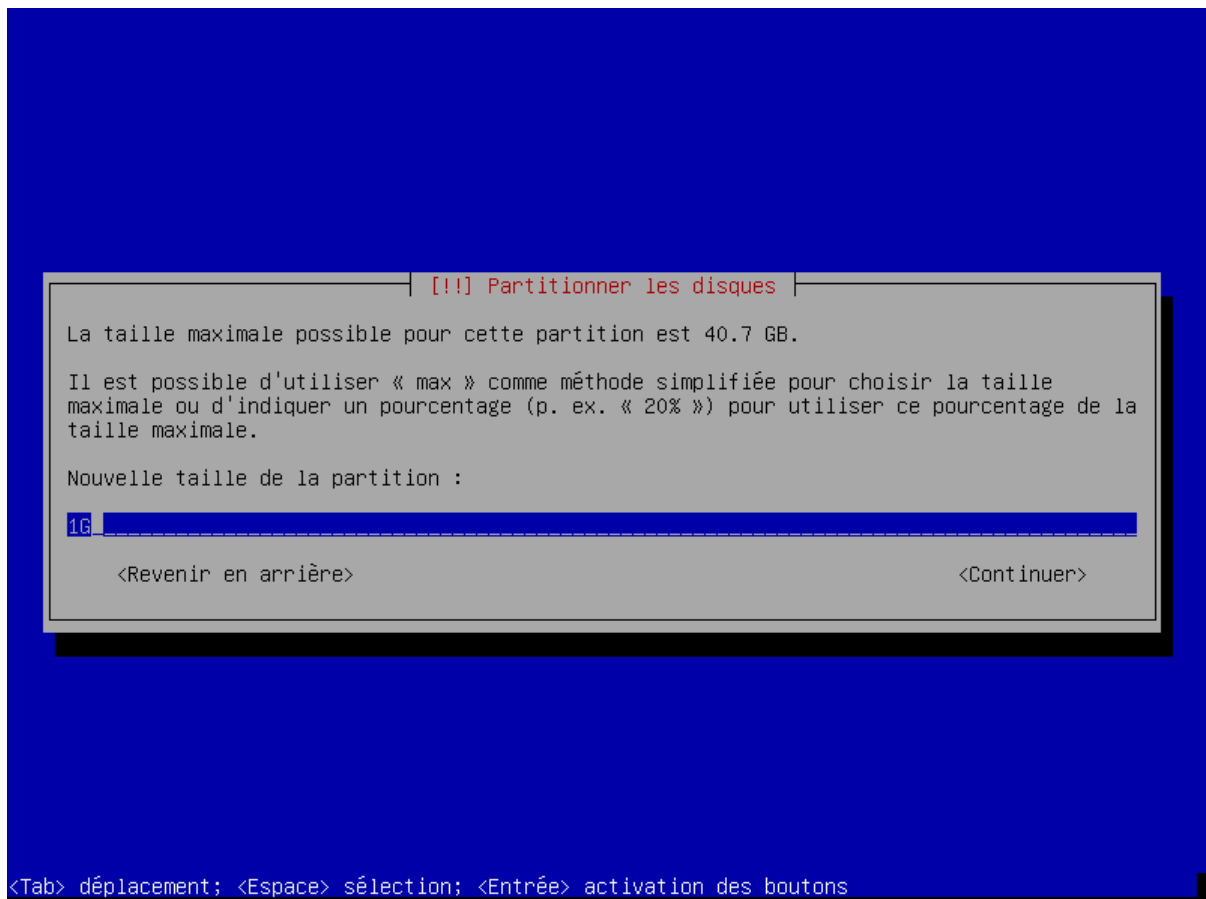 [!!] Partitionner les disques
La taille maximale possible pour cette partition est 40.7 GB.
Il est possible d'utiliser « max » comme méthode simplifiée pour choisir la taille
maximale ou d'indiquer un pourcentage (p. ex. « 20% ») pour utiliser ce pourcentage de la
taille maximale.
Nouvelle taille de la partition :
1G
<Revenir en arrière> <Continuer>
<Tab> déplacement; <Espace> sélection; <Entrée> activation des boutons